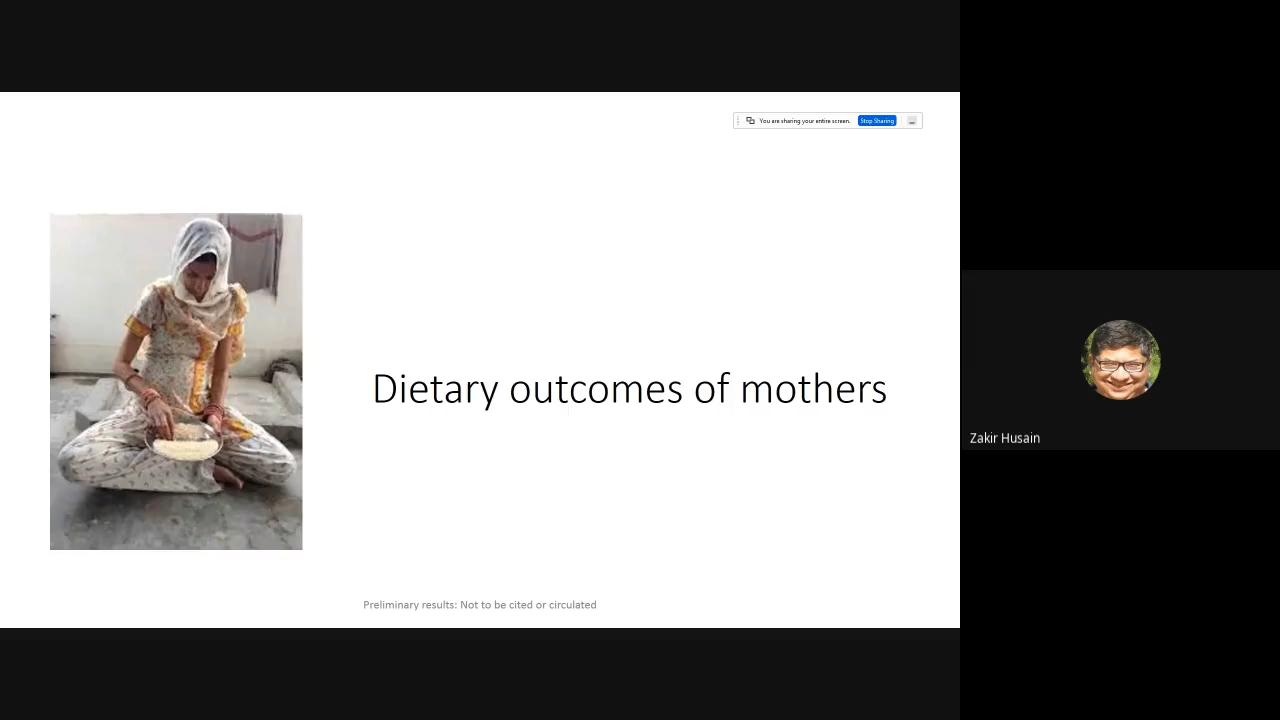 You are sharing your entire screen. Stop Sharing
Dietary outcomes of mothers
Zakir Husain
Preliminary results: Not to be cited or circulated